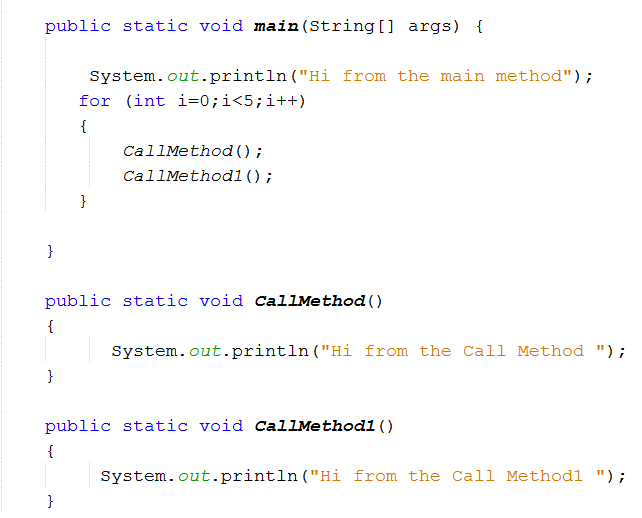 public static void main(String[] args) {
System.out.println("Hi from the main method");
for (int i=0;i<5;i++)
{
CallMethod();
CallMethod1();
}
}
public static void CallMethod()
{
System.out.println("Hi from the Call Method ");
}
public static void CallMethod1()
{
System.out.println("Hi from the Call Method1 ");
}